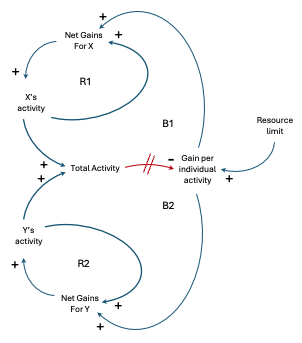 +
Net Gains
For X
+
+
R1
X's
activity
B1
Resource
limit
+
Total Activity
-
Gain per
individual
activity
+
+
B2
Y's
activity
R2
+
Net Gains
For Y
+
+